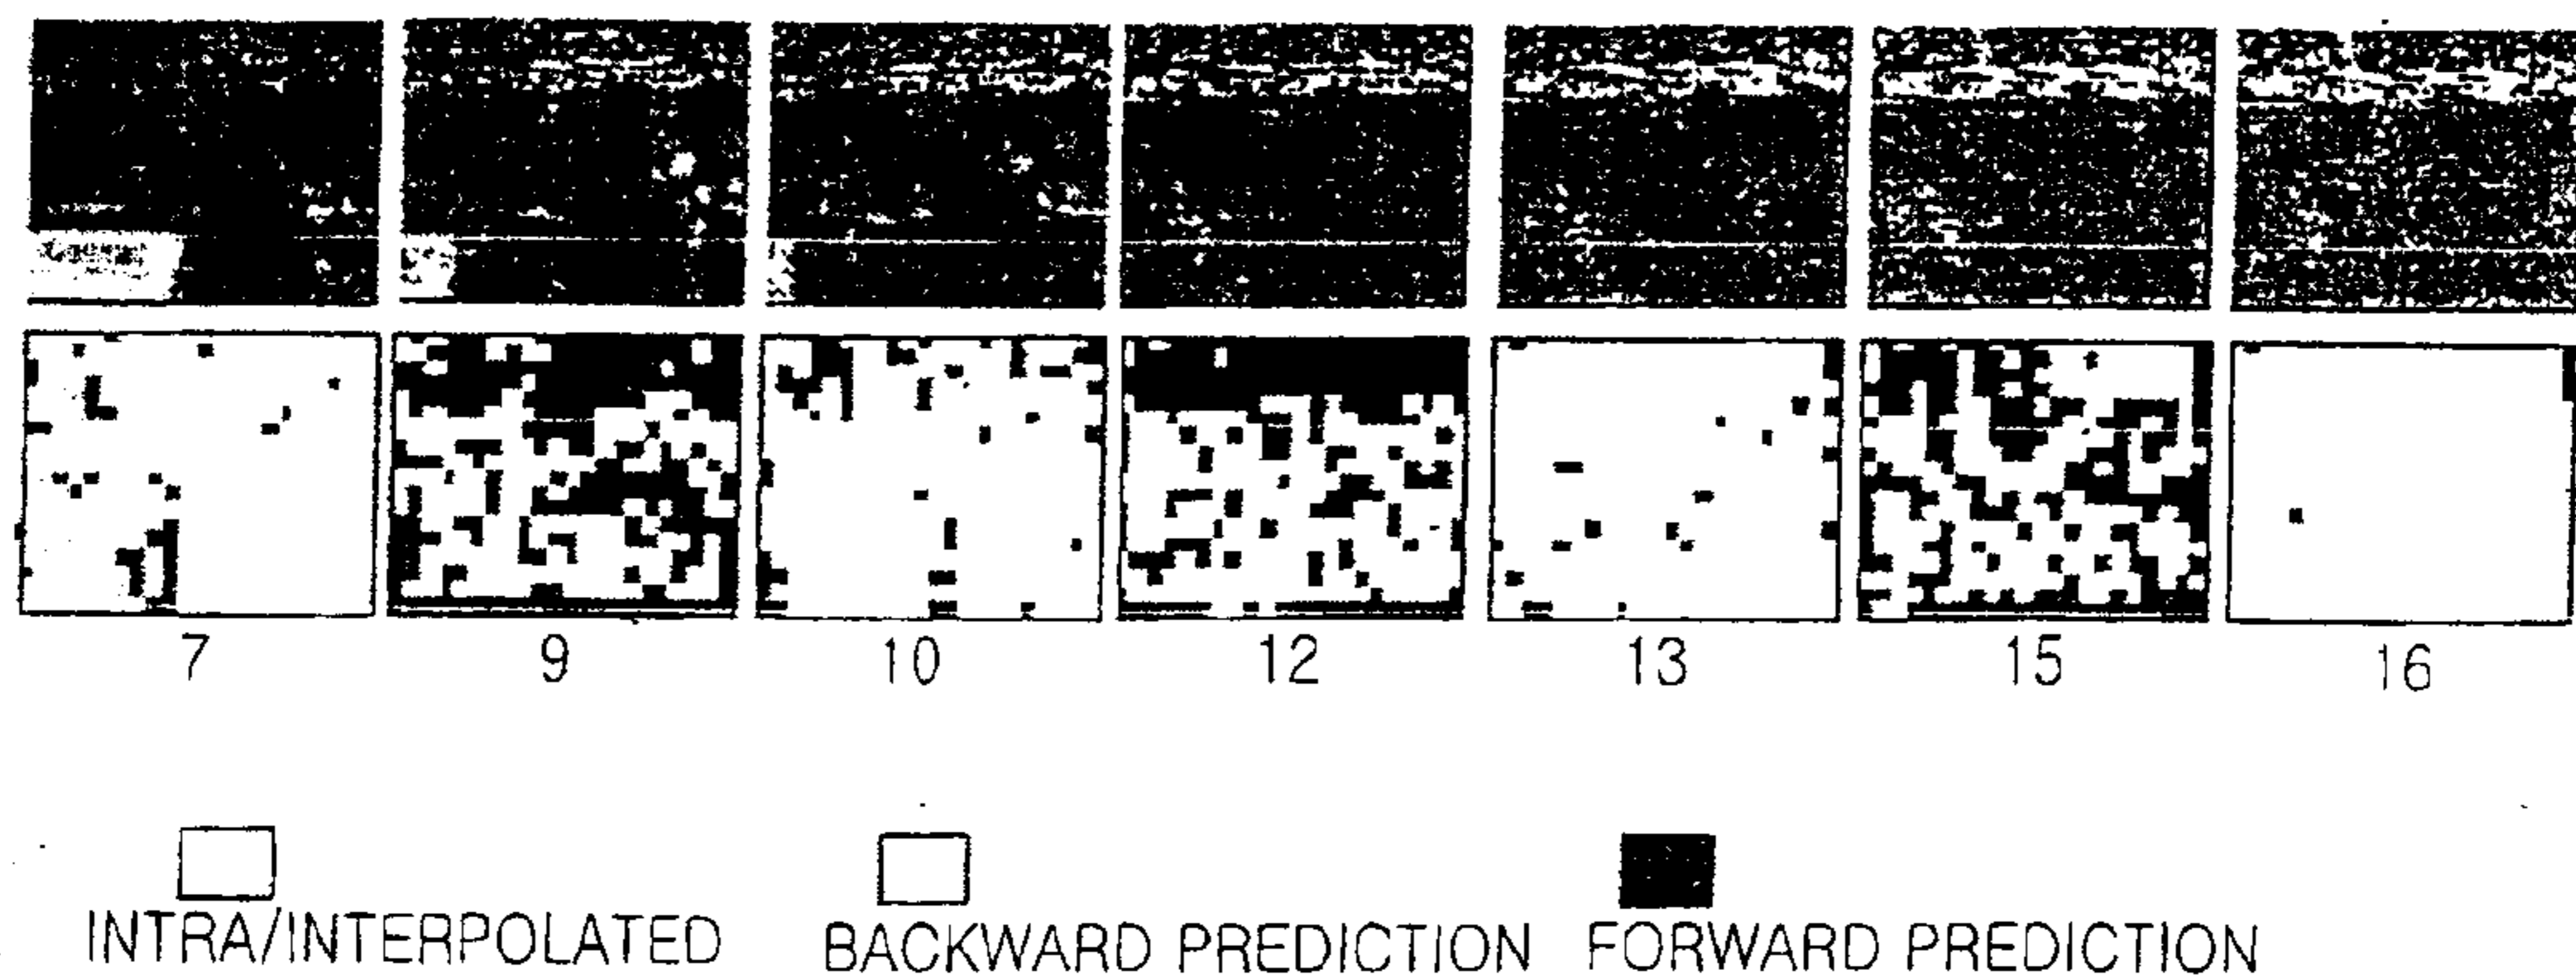 7 9 10 12 13 15 16
INTRA/INTERPOLATED BACKWARD PREDICTION FORWARD PREDICTION